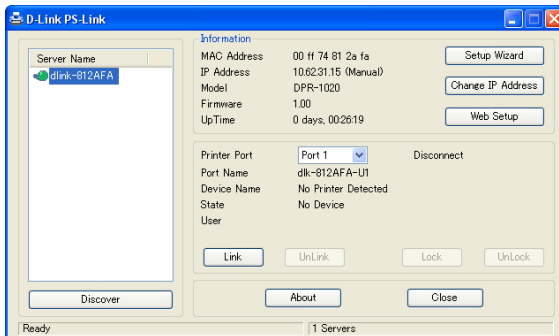 D-Link PS-Link
Server Name
dlink-812AFA
Discover
Information
MAC Address 00 ff 74 81 2a fa
IP Address 10.62.31.15 (Manual)
Model DPR-1020
Firmware 1.00
UpTime 0 days, 00:26:19
Setup Wizard
Change IP Address
Web Setup
Printer Port Port 1 Disconnect
Port Name dlk-812AFA-U1
Device Name No Printer Detected
State No Device
User
Link UnLink Lock UnLock
About Close
Ready 1 Servers